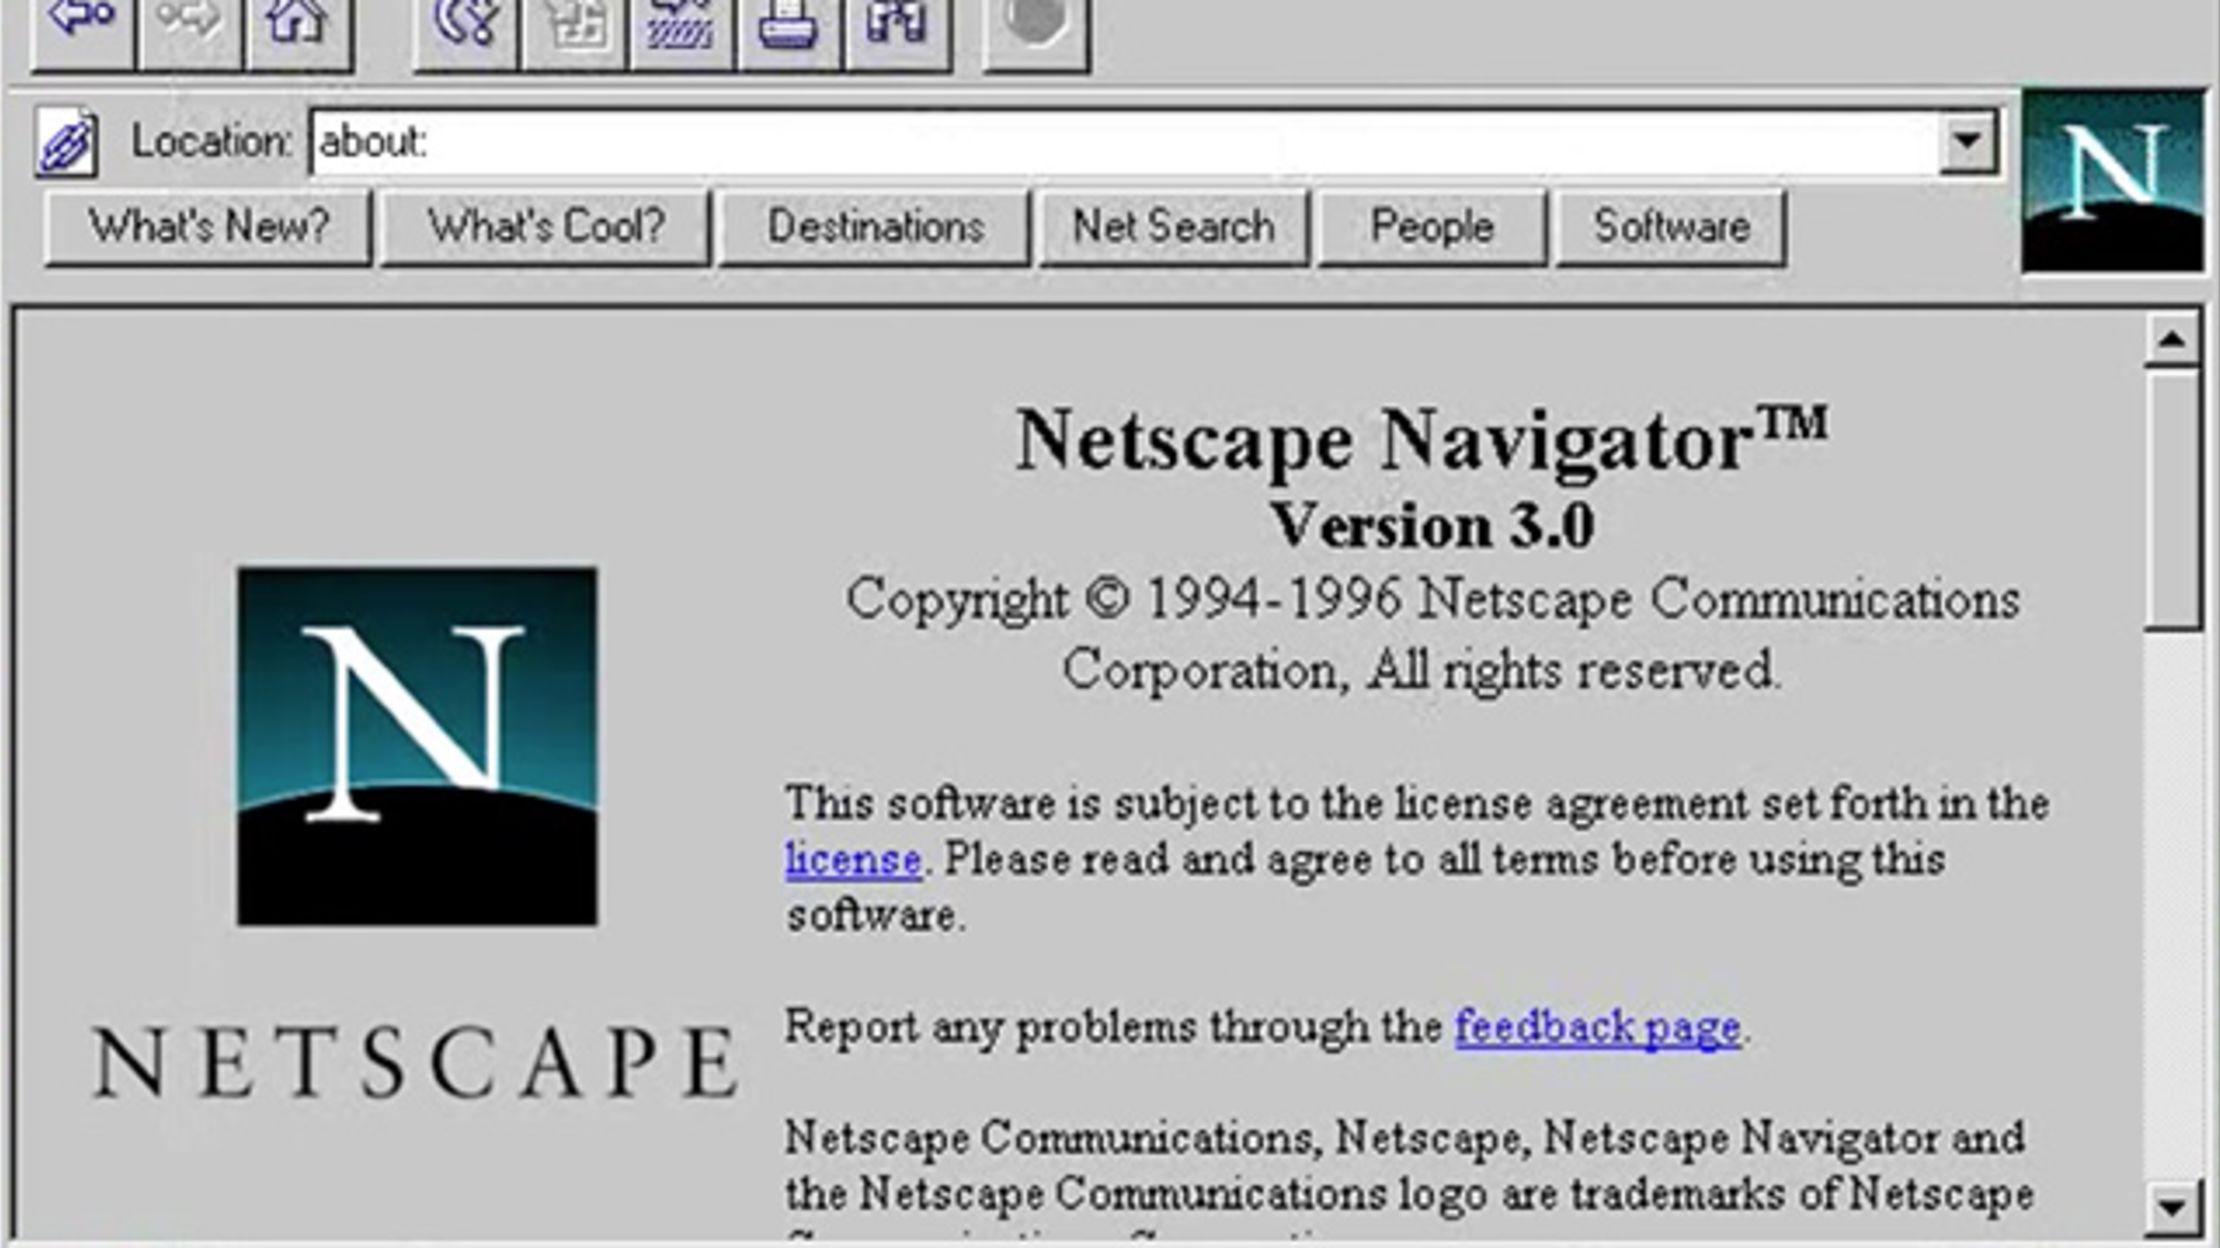 Location: about:
What's New? What's Cool? Destinations Net Search People Software
N
Netscape Navigator™
Version 3.0
Copyright © 1994-1996 Netscape Communications
Corporation, All rights reserved.
N
NETSCAPE
This software is subject to the license agreement set forth in the
license. Please read and agree to all terms before using this
software.
Report any problems through the feedback page.
Netscape Communications, Netscape, Netscape Navigator and
the Netscape Communications logo are trademarks of Netscape